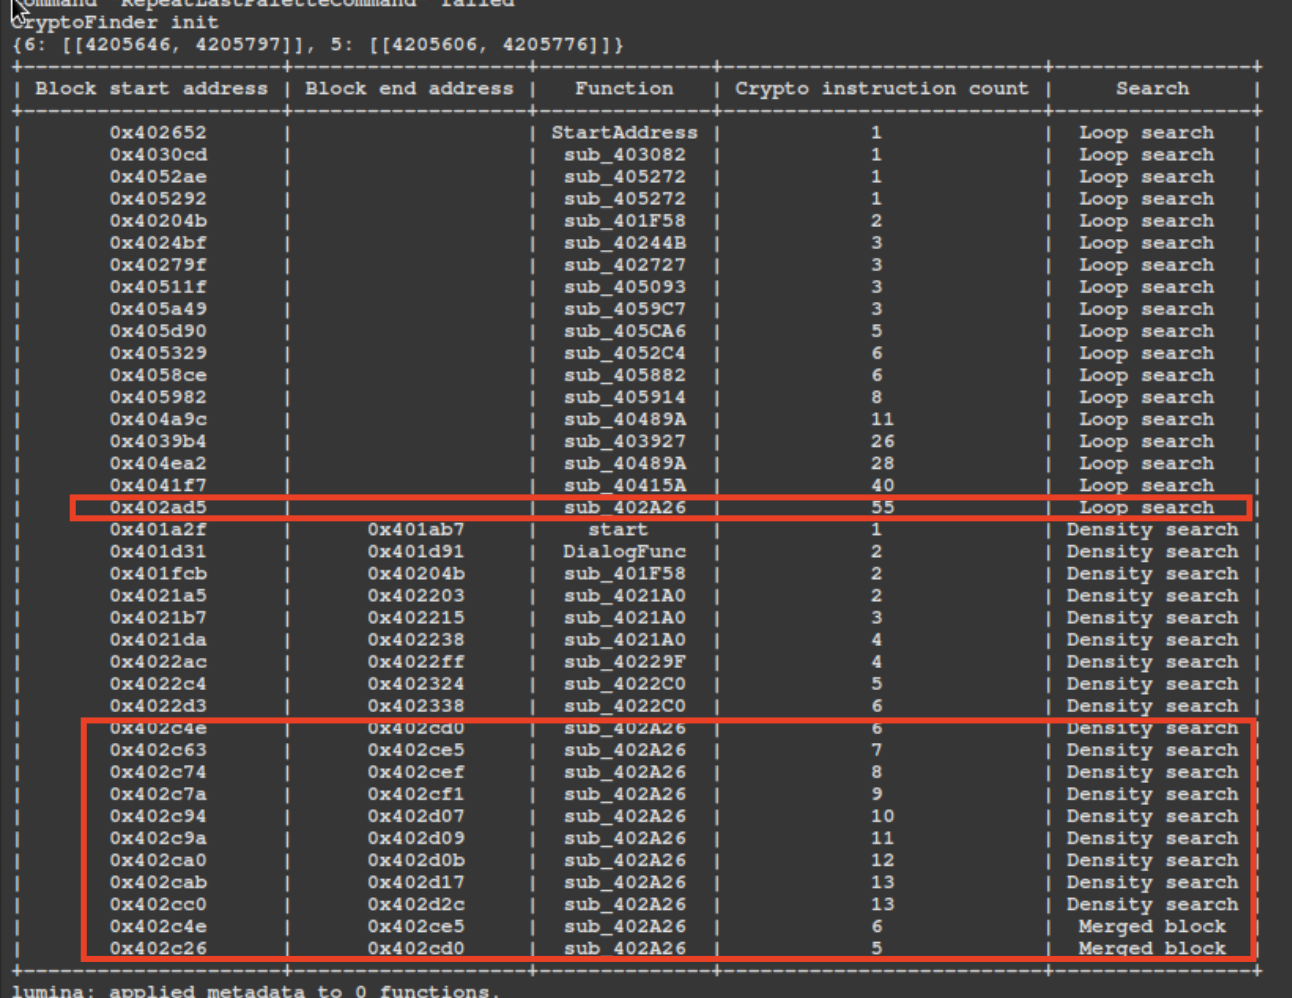 Command "RepeatLastPaletteCommand" failed
CryptoFinder init
{6: [[4205646, 4205797]], 5: [[4205606, 4205776]]}
+---------------------+-------------------+--------------+--------------------------+----------------+
| Block start address | Block end address | Function | Crypto instruction count | Search |
+---------------------+-------------------+--------------+--------------------------+----------------+
| 0x402652 | | StartAddress | 1 | Loop search |
| 0x4030cd | | sub_403082 | 1 | Loop search |
| 0x4052ae | | sub_405272 | 1 | Loop search |
| 0x405292 | | sub_405272 | 1 | Loop search |
| 0x40204b | | sub_401F58 | 2 | Loop search |
| 0x4024bf | | sub_40244B | 3 | Loop search |
| 0x40279f | | sub_402727 | 3 | Loop search |
| 0x40511f | | sub_405093 | 3 | Loop search |
| 0x405a49 | | sub_4059C7 | 3 | Loop search |
| 0x405d90 | | sub_405CA6 | 5 | Loop search |
| 0x405329 | | sub_4052C4 | 6 | Loop search |
| 0x4058ce | | sub_405882 | 6 | Loop search |
| 0x405982 | | sub_405914 | 8 | Loop search |
| 0x404a9c | | sub_40489A | 11 | Loop search |
| 0x4039b4 | | sub_403927 | 26 | Loop search |
| 0x404ea2 | | sub_40489A | 28 | Loop search |
| 0x4041f7 | | sub_40415A | 40 | Loop search |
| 0x402ad5 | | sub_402A26 | 55 | Loop search |
| 0x401a2f | 0x401ab7 | start | 1 | Density search |
| 0x401d31 | 0x401d91 | DialogFunc | 2 | Density search |
| 0x401fcb | 0x40204b | sub_401F58 | 2 | Density search |
| 0x4021a5 | 0x402203 | sub_4021A0 | 2 | Density search |
| 0x4021b7 | 0x402215 | sub_4021A0 | 3 | Density search |
| 0x4021da | 0x402238 | sub_4021A0 | 4 | Density search |
| 0x4022ac | 0x4022ff | sub_40229F | 4 | Density search |
| 0x4022c4 | 0x402324 | sub_4022C0 | 5 | Density search |
| 0x4022d3 | 0x402338 | sub_4022C0 | 6 | Density search |
| 0x402c4e | 0x402cd0 | sub_402A26 | 6 | Density search |
| 0x402c63 | 0x402ce5 | sub_402A26 | 7 | Density search |
| 0x402c74 | 0x402cef | sub_402A26 | 8 | Density search |
| 0x402c7a | 0x402cf1 | sub_402A26 | 9 | Density search |
| 0x402c94 | 0x402d07 | sub_402A26 | 10 | Density search |
| 0x402c9a | 0x402d09 | sub_402A26 | 11 | Density search |
| 0x402ca0 | 0x402d0b | sub_402A26 | 12 | Density search |
| 0x402cab | 0x402d17 | sub_402A26 | 13 | Density search |
| 0x402cc0 | 0x402d2c | sub_402A26 | 13 | Density search |
| 0x402c4e | 0x402ce5 | sub_402A26 | 6 | Merged block |
| 0x402c26 | 0x402cd0 | sub_402A26 | 5 | Merged block |
+---------------------+-------------------+--------------+--------------------------+----------------+
lumina: applied metadata to 0 functions.